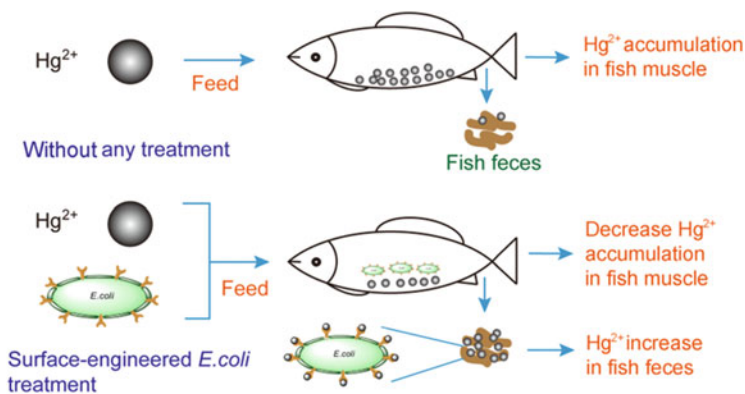 Hg²⁺
Feed
Hg²⁺ accumulation
in fish muscle
Without any treatment
Fish feces
Hg²⁺
E.coli
Feed
Decrease Hg²⁺
accumulation
in fish muscle
Surface-engineered E.coli
treatment
E.coli
Hg²⁺ increase
in fish feces